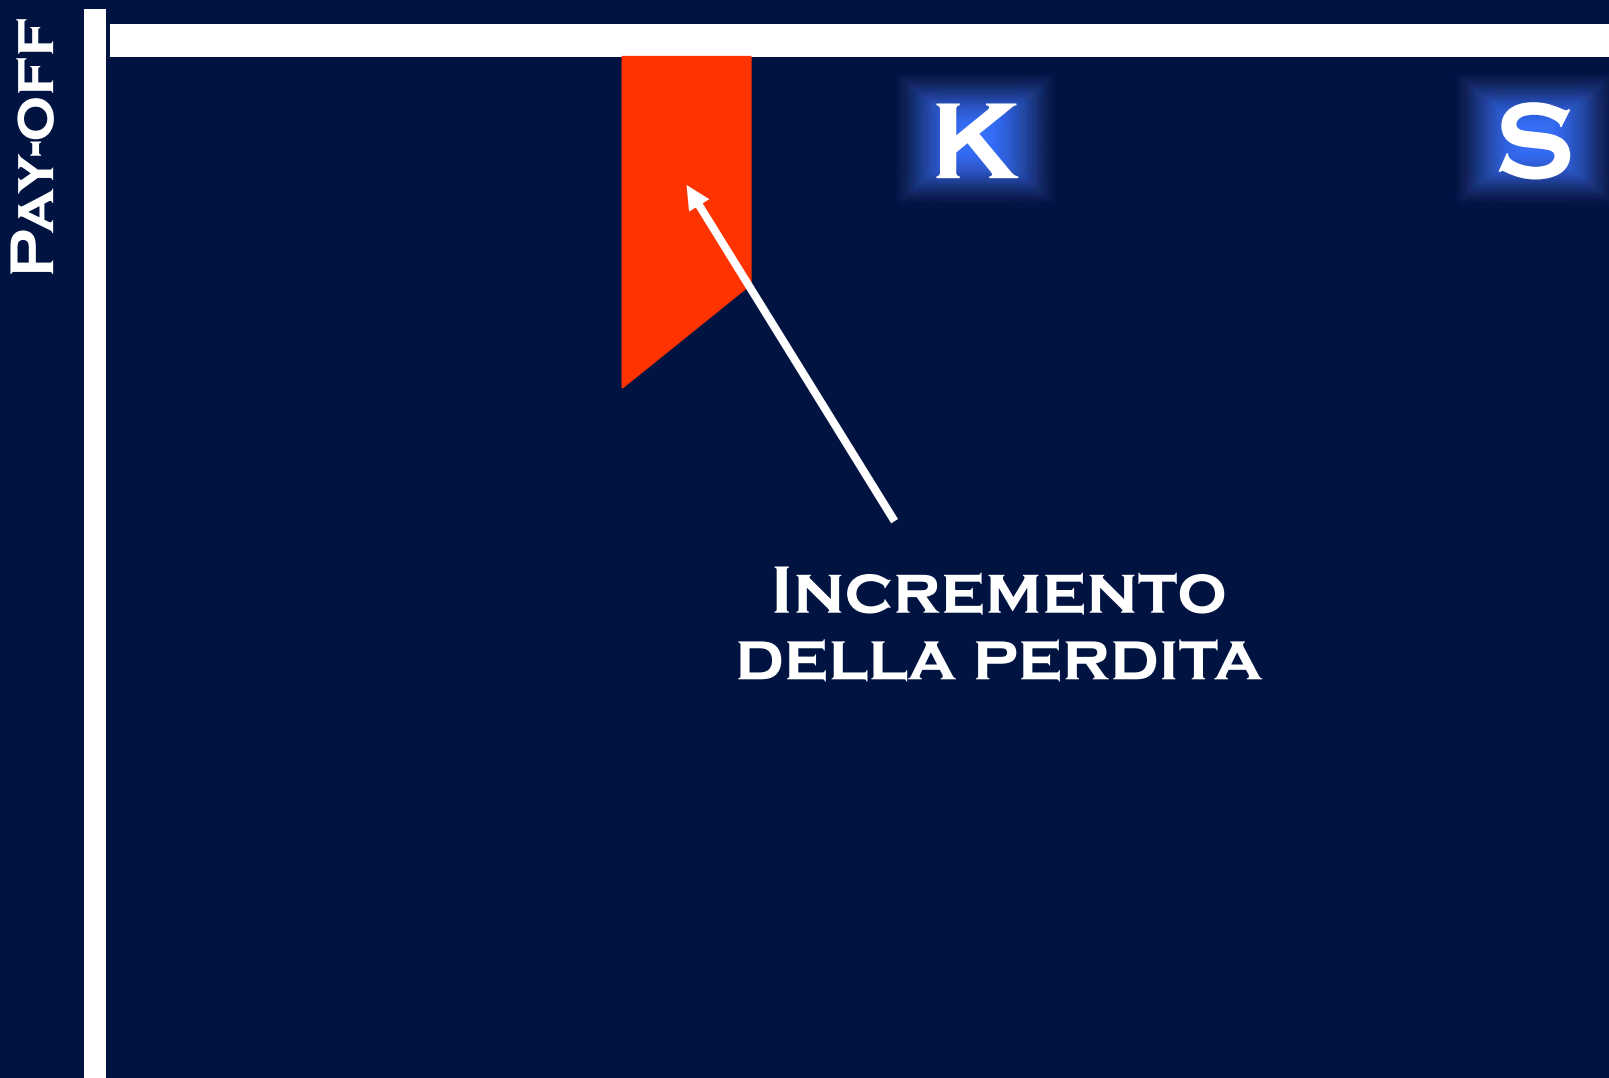 Pay-off
K
S
Incremento
della perdita